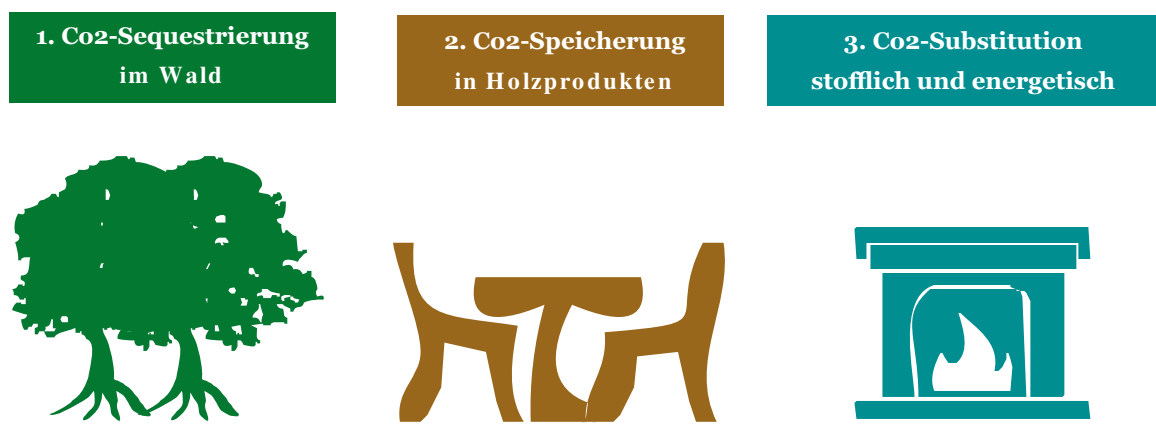 1. Co2-Sequestrierung
im Wald
2. Co2-Speicherung
in Holzprodukten
3. Co2-Substitution
stofflich und energetisch